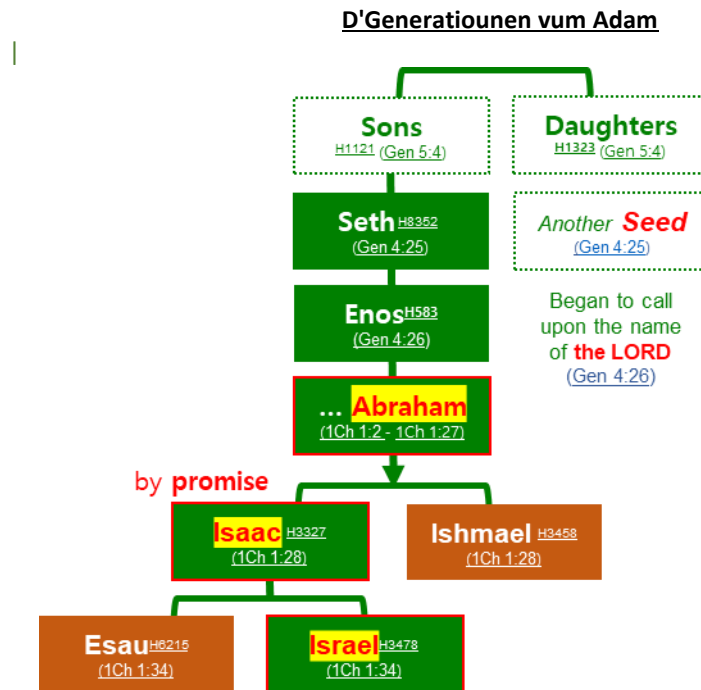 D'Generatiounen vum Adam
Sons
H1121 (Gen 5:4)
Daughters
H1323 (Gen 5:4)
Seth H8352
(Gen 4:25)
Another Seed
(Gen 4:25)
Enos H583
(Gen 4:26)
Began to call
upon the name
of the LORD
(Gen 4:26)
... Abraham
(1Ch 1:2 - 1Ch 1:27)
by promise
Isaac H3327
(1Ch 1:28)
Ishmael H3458
(1Ch 1:28)
Esau H6215
(1Ch 1:34)
Israel H3478
(1Ch 1:34)